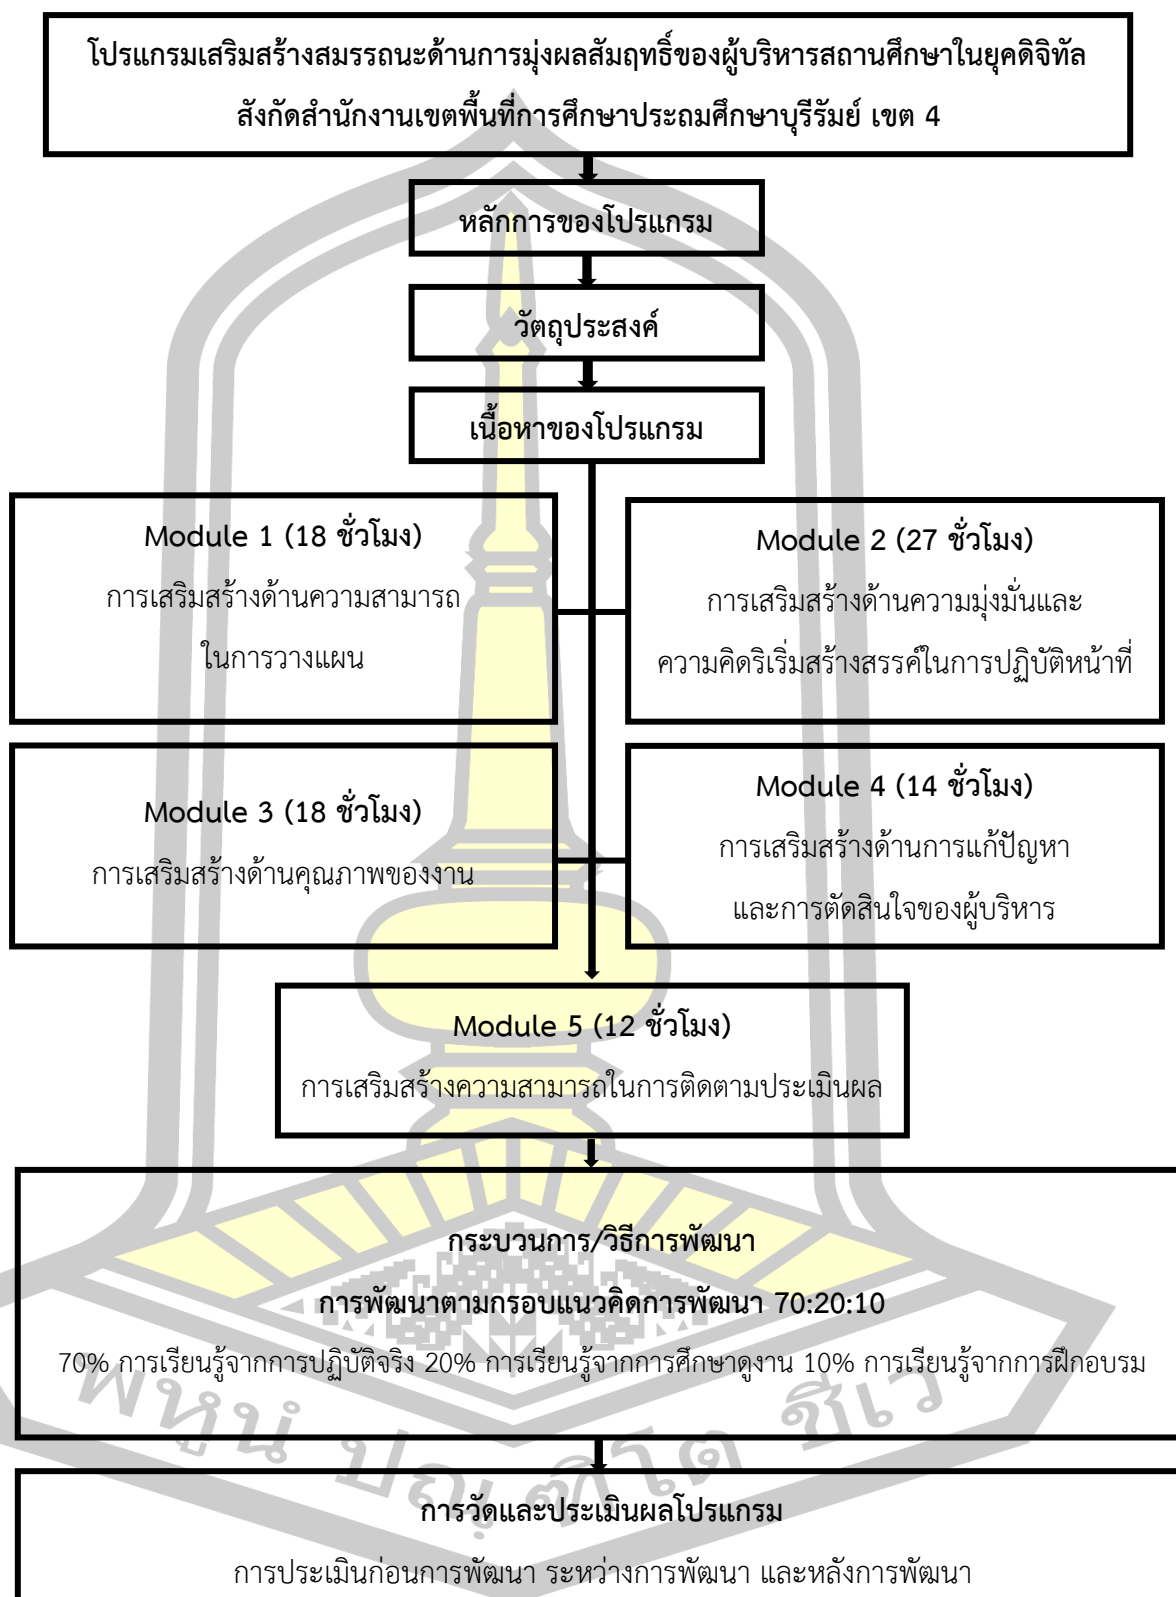 โปรแกรมเสริมสร้างสมรรถนะด้านการมุ่งผลสัมฤทธิ์ของผู้บริหารสถานศึกษาในยุคดิจิทัล
สังกัดสำนักงานเขตพื้นที่การศึกษาประถมศึกษาบุรีรัมย์ เขต 4
หลักการของโปรแกรม
วัตถุประสงค์
เนื้อหาของโปรแกรม
Module 1 (18 ชั่วโมง)
การเสริมสร้างด้านความสามารถ
ในการวางแผน
Module 2 (27 ชั่วโมง)
การเสริมสร้างด้านความมุ่งมั่นและ
ความคิดริเริ่มสร้างสรรค์ในการปฏิบัติหน้าที่
Module 3 (18 ชั่วโมง)
การเสริมสร้างด้านคุณภาพของงาน
Module 4 (14 ชั่วโมง)
การเสริมสร้างด้านการแก้ปัญหา
และการตัดสินใจของผู้บริหาร
Module 5 (12 ชั่วโมง)
การเสริมสร้างความสามารถในการติดตามประเมินผล
กระบวนการ/วิธีการพัฒนา
การพัฒนาตามกรอบแนวคิดการพัฒนา 70:20:10
70% การเรียนรู้จากการปฏิบัติจริง 20% การเรียนรู้จากการศึกษาดูงาน 10% การเรียนรู้จากการฝึกอบรม
พหูนํ ปณฺฑิโต ชีเว
การวัดและประเมินผลโปรแกรม
การประเมินก่อนการพัฒนา ระหว่างการพัฒนา และหลังการพัฒนา